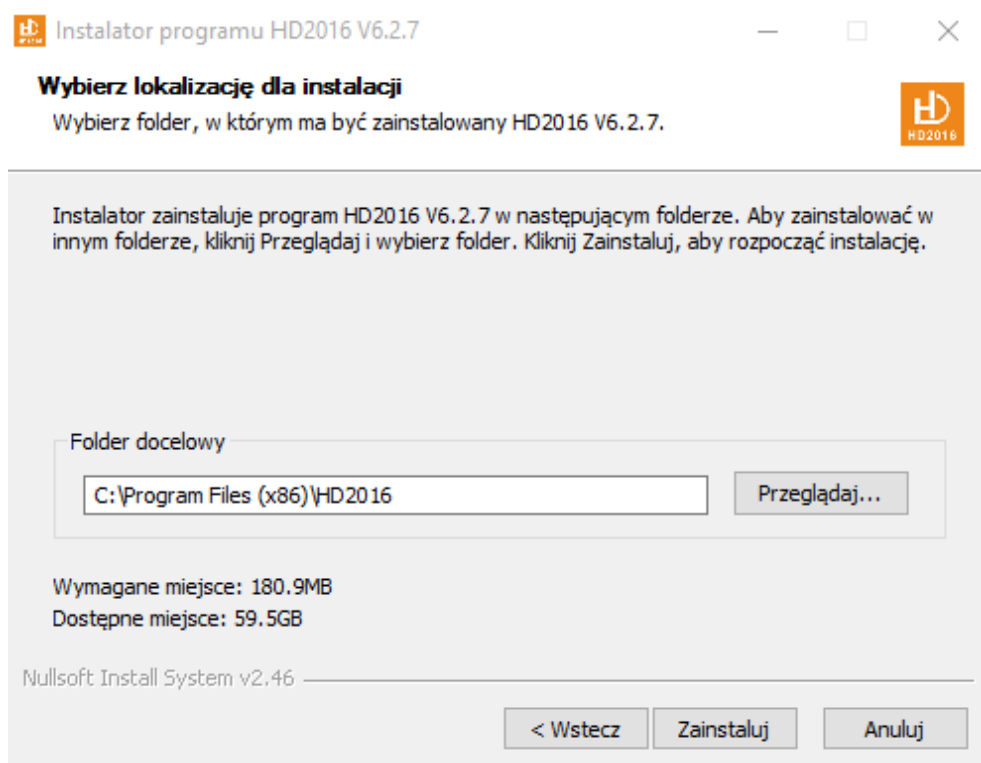 Instalator programu HD2016 V6.2.7
Wybierz lokalizację dla instalacji
Wybierz folder, w którym ma być zainstalowany HD2016 V6.2.7.
HD2016
Instalator zainstaluje program HD2016 V6.2.7 w następującym folderze. Aby zainstalować w
innym folderze, kliknij Przeglądaj i wybierz folder. Kliknij Zainstaluj, aby rozpocząć instalację.
Folder docelowy
C:\Program Files (x86)\HD2016
Przeglądaj...
Wymagane miejsce: 180.9MB
Dostępne miejsce: 59.5GB
Nullsoft Install System v2.46
< Wstecz
Zainstaluj
Anuluj